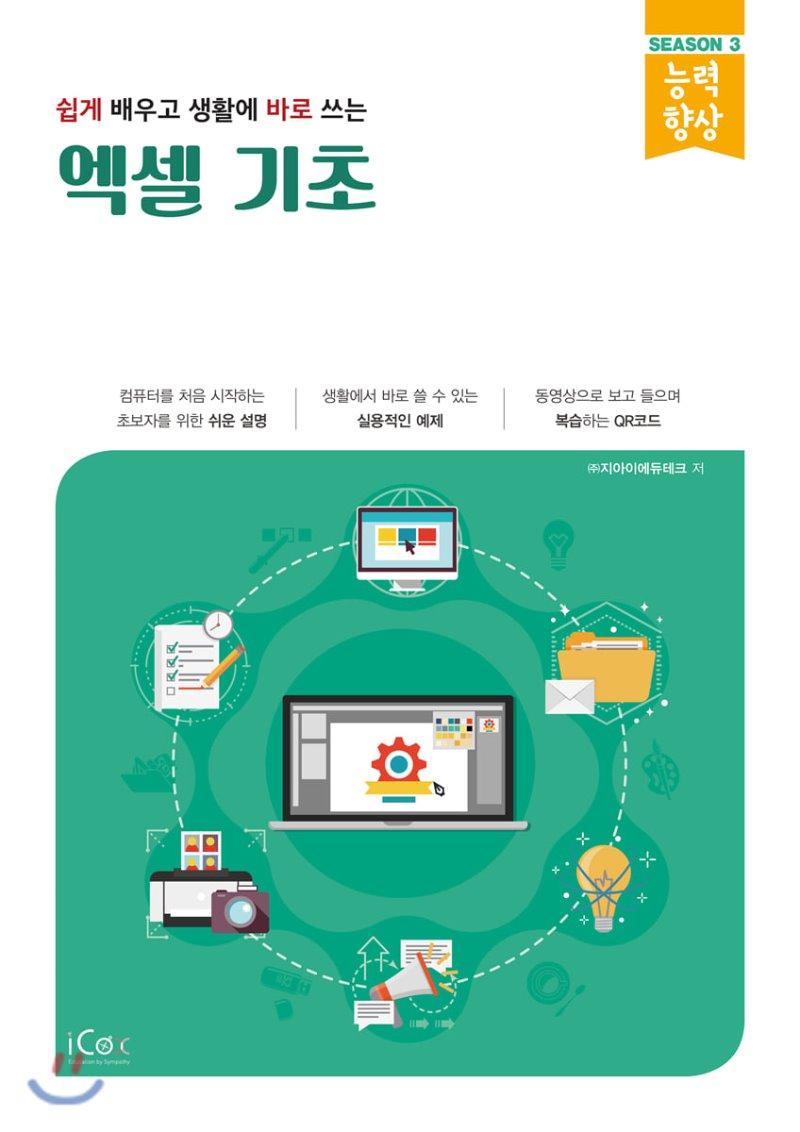 SEASON 3
능력
향상
쉽게 배우고 생활에 바로 쓰는
엑셀 기초
컴퓨터를 처음 시작하는
초보자를 위한 쉬운 설명
생활에서 바로 쓸 수 있는
실용적인 예제
동영상으로 보고 들으며
복습하는 QR코드
㈜지아이에듀테크 저
iCox
Education by Sympathy